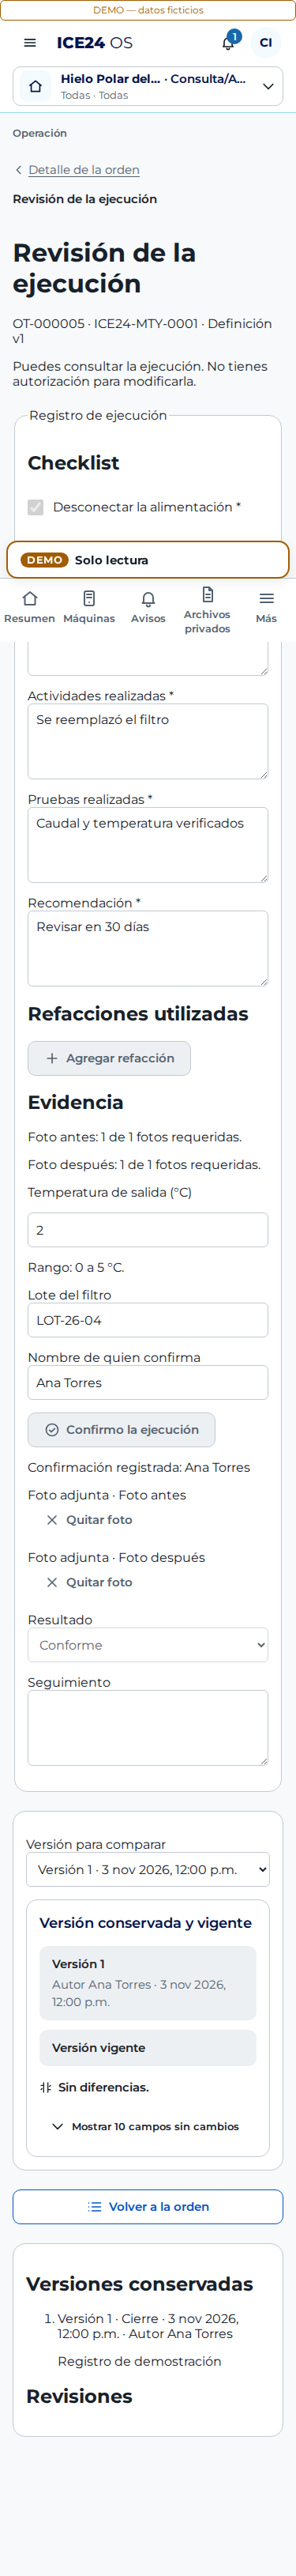 DEMO — datos ficticios
ICE24 OS
1
CI
Hielo Polar del... · Consulta/A...
Todas · Todas
Operación
Detalle de la orden
Revisión de la ejecución
Revisión de la
ejecución
OT-000005 · ICE24-MTY-0001 · Definición
v1
Puedes consultar la ejecución. No tienes
autorización para modificarla.
Registro de ejecución
Checklist
Desconectar la alimentación *
DEMO Solo lectura
Resumen
Máquinas
Avisos
Archivos
privados
Más
Actividades realizadas *
Se reemplazó el filtro
Pruebas realizadas *
Caudal y temperatura verificados
Recomendación *
Revisar en 30 días
Refacciones utilizadas
Agregar refacción
Evidencia
Foto antes: 1 de 1 fotos requeridas.
Foto después: 1 de 1 fotos requeridas.
Temperatura de salida (°C)
2
Rango: 0 a 5 °C.
Lote del filtro
LOT-26-04
Nombre de quien confirma
Ana Torres
Confirmo la ejecución
Confirmación registrada: Ana Torres
Foto adjunta · Foto antes
Quitar foto
Foto adjunta · Foto después
Quitar foto
Resultado
Conforme
Seguimiento
Versión para comparar
Versión 1 · 3 nov 2026, 12:00 p.m.
Versión conservada y vigente
Versión 1
Autor Ana Torres · 3 nov 2026,
12:00 p.m.
Versión vigente
Sin diferencias.
Mostrar 10 campos sin cambios
Volver a la orden
Versiones conservadas
1. Versión 1 · Cierre · 3 nov 2026,
12:00 p.m. · Autor Ana Torres
Registro de demostración
Revisiones